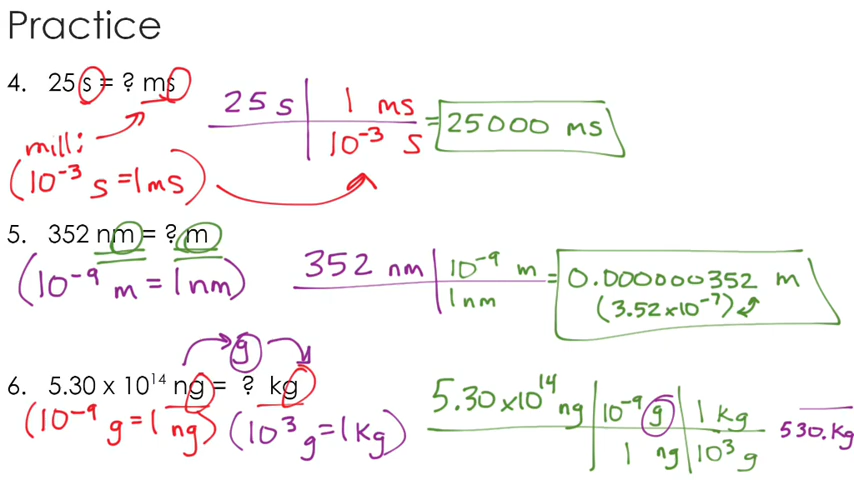 Practice
4. 25 s = ? ms
25 s | 1 ms = 25000 ms
10⁻³ s
milli
(10⁻³ s = 1 ms)
5. 352 nm = ? m
(10⁻⁹ m = 1 nm)
352 nm | 10⁻⁹ m = 0.000000352 m
1 nm
(3.52 x 10⁻⁷)
g
6. 5.30 x 10¹⁴ ng = ? kg
(10⁻⁹ g = 1 ng) (10³ g = 1 kg)
5.30 x 10¹⁴ ng | 10⁻⁹ g | 1 kg
1 ng | 10³ g
530. kg